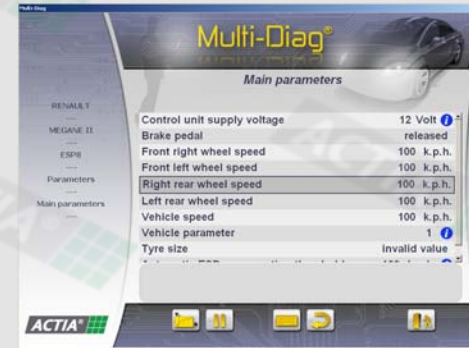 Multi-Diag
Multi-Diag®
Main parameters
RENAULT
MEGANE II
ESP8
Parameters
Main parameters
Control unit supply voltage 12 Volt
Brake pedal released
Front right wheel speed 100 k.p.h.
Front left wheel speed 100 k.p.h.
Right rear wheel speed 100 k.p.h.
Left rear wheel speed 100 k.p.h.
Vehicle speed 100 k.p.h.
Vehicle parameter 1
Tyre size invalid value
ACTIA®